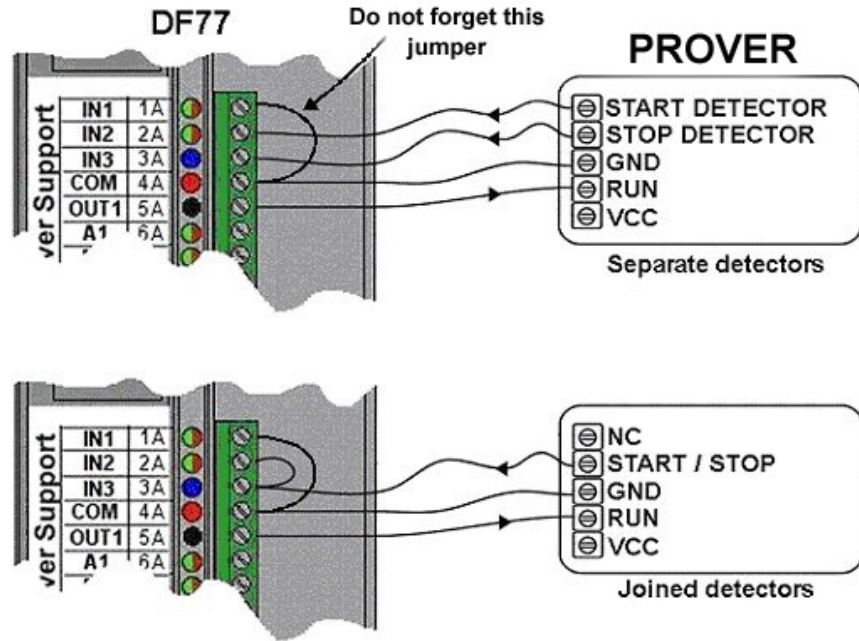 DF77
Do not forget this
jumper
PROVER
ver Support
IN1 1A
IN2 2A
IN3 3A
COM 4A
OUT1 5A
A1 6A
START DETECTOR
STOP DETECTOR
GND
RUN
VCC
Separate detectors
ver Support
IN1 1A
IN2 2A
IN3 3A
COM 4A
OUT1 5A
A1 6A
NC
START / STOP
GND
RUN
VCC
Joined detectors